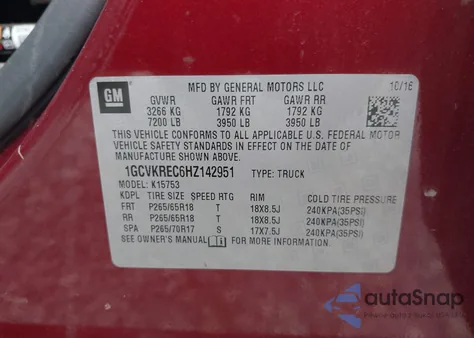 GM
MFD BY GENERAL MOTORS LLC 10/16
GVWR GAWR FRT GAWR RR
3266 KG 1792 KG 1792 KG
7200 LB 3950 LB 3950 LB
THIS VEHICLE CONFORMS TO ALL APPLICABLE U.S. FEDERAL MOTOR
VEHICLE SAFETY AND THEFT PREVENTION STANDARDS IN
EFFECT ON THE DATE OF MANUFACTURE SHOWN ABOVE.
1GCVKREC6HZ142951 TYPE: TRUCK
MODEL: K15753
KDPL TIRE SIZE SPEED RTG RIM COLD TIRE PRESSURE
FRT P265/65R18 T 18X8.5J 240KPA(35PSI)
RR P265/65R18 T 18X8.5J 240KPA(35PSI)
SPA P265/70R17 S 17X7.5J 240KPA(35PSI)
SEE OWNER'S MANUAL FOR MORE INFORMATION.
autoSnap